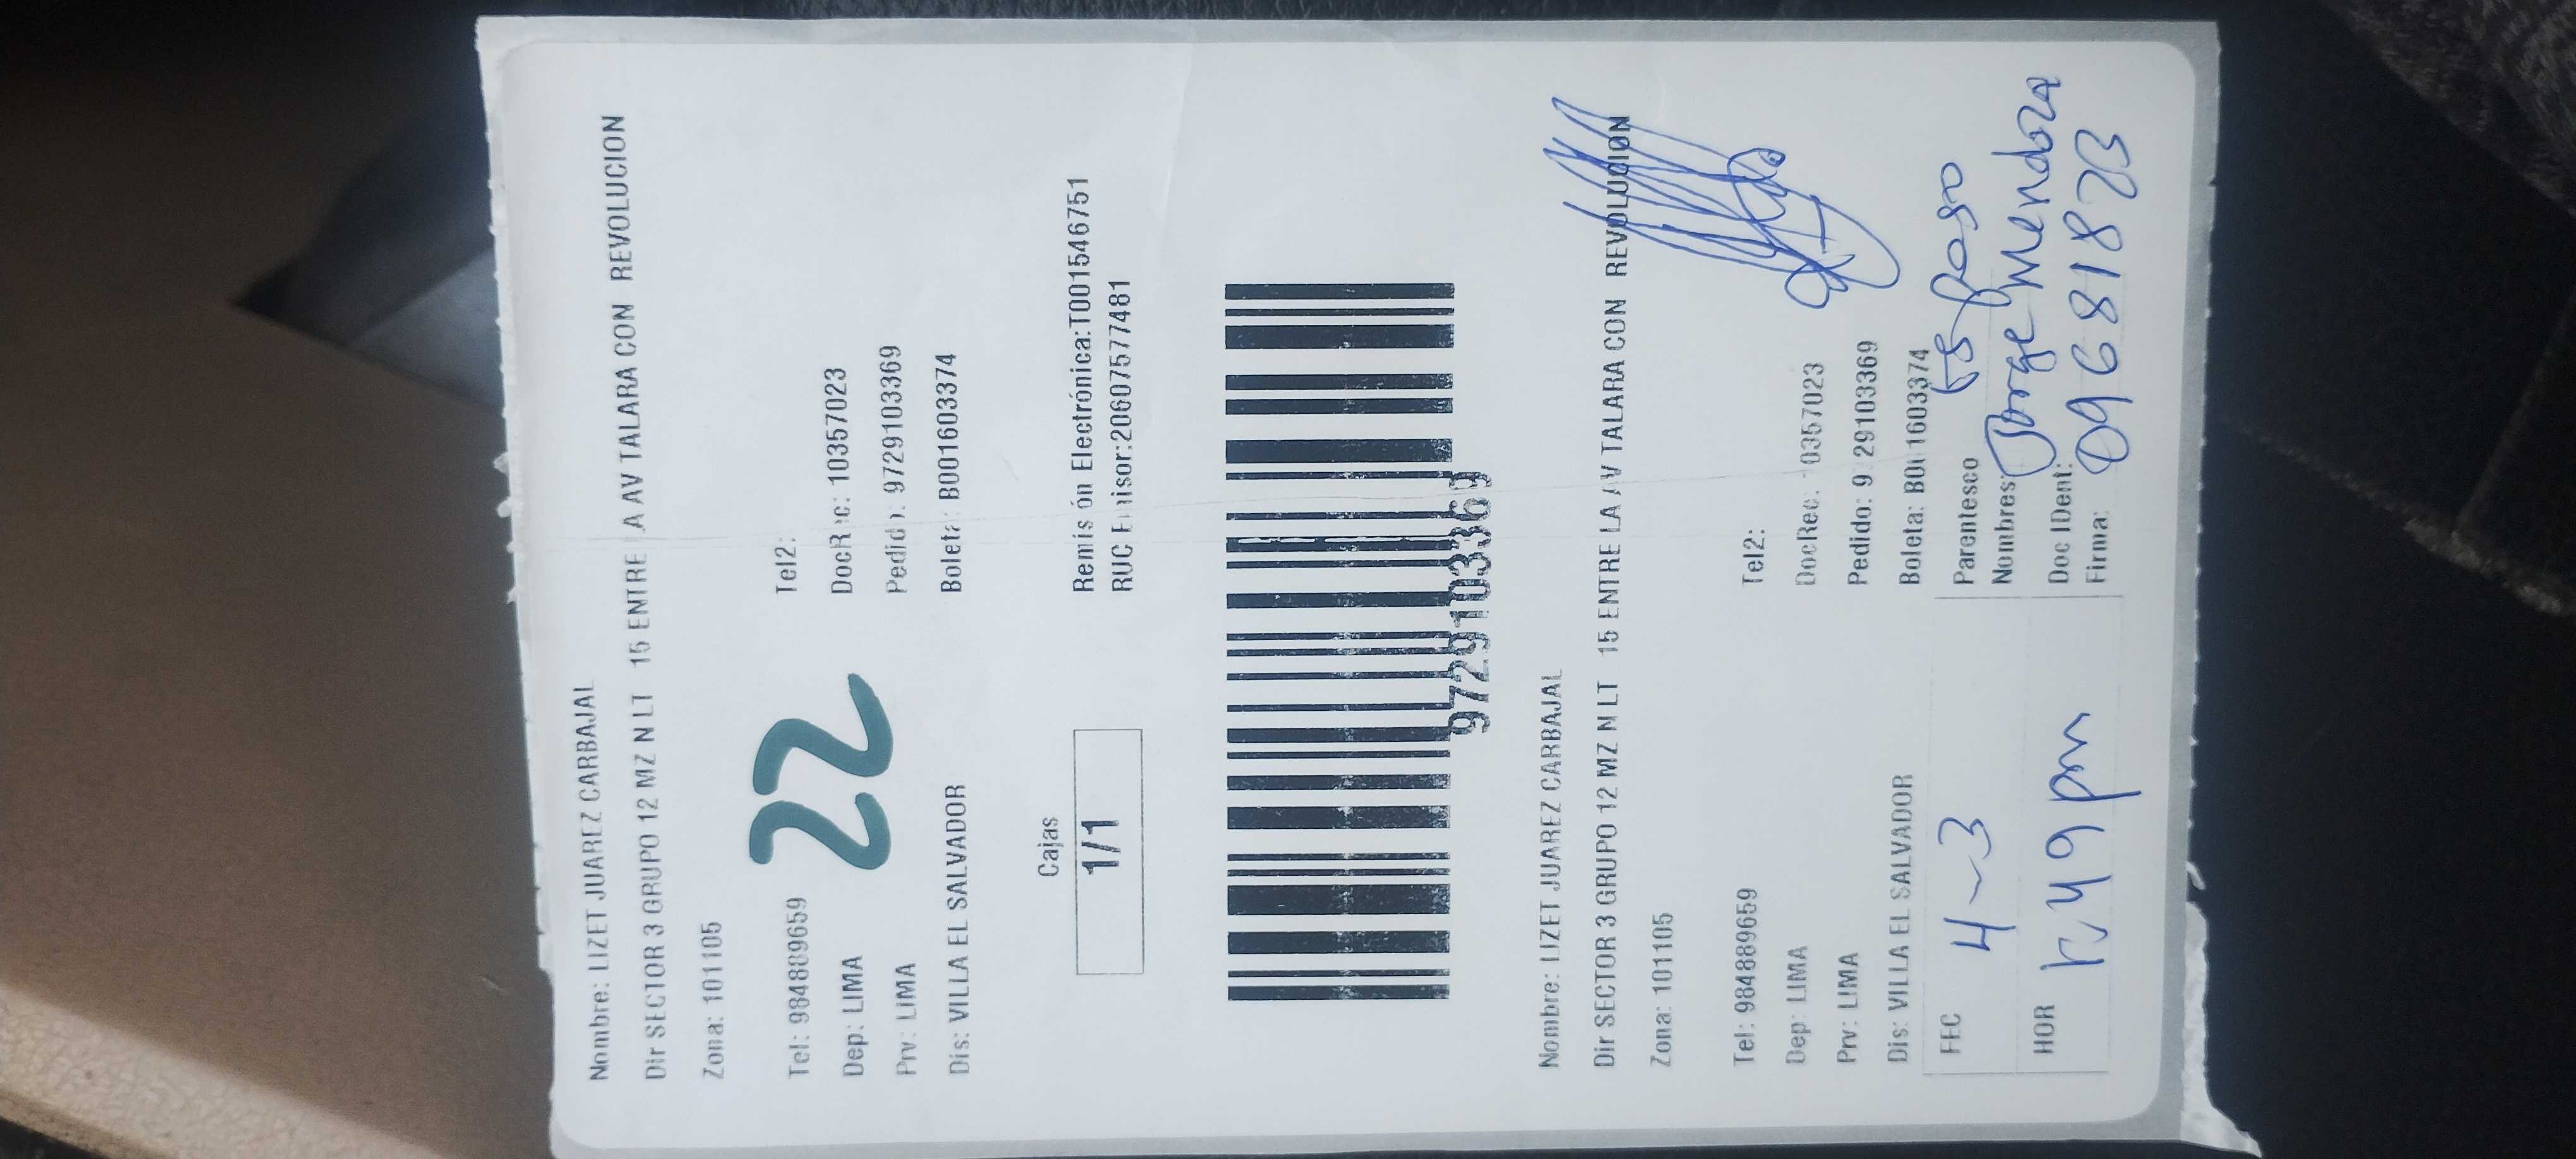 Nombre: LIZET JUAREZ CARBAJAL
Dir SECTOR 3 GRUPO 12 MZ N LT 15 ENTRE LA AV TALARA CON REVOLUCION
Zona: 101105
Tel: 984889659 Tel2:
22
Dep: LIMA DocRec: 10357023
Prv: LIMA Pedido: 9729103369
Dis: VILLA EL SALVADOR Boleta: B001603374
Cajas
1/1
Remisión Electrónica:T001546751
RUC Emisor:20607577481
9729103369
Nombre: LIZET JUAREZ CARBAJAL
Dir SECTOR 3 GRUPO 12 MZ N LT 15 ENTRE LA AV TALARA CON REVOLUCION
Zona: 101105
Tel: 984889659 Tel2:
Dep: LIMA DocRec: 10357023
Prv: LIMA Pedido: 9729103369
Dis: VILLA EL SALVADOR Boleta: B001603374
FEC 4-3 Parentesco esposo
Nombres: Jorge Mendoza
HOR 49 pm Doc IDent: 09681823
Firma: